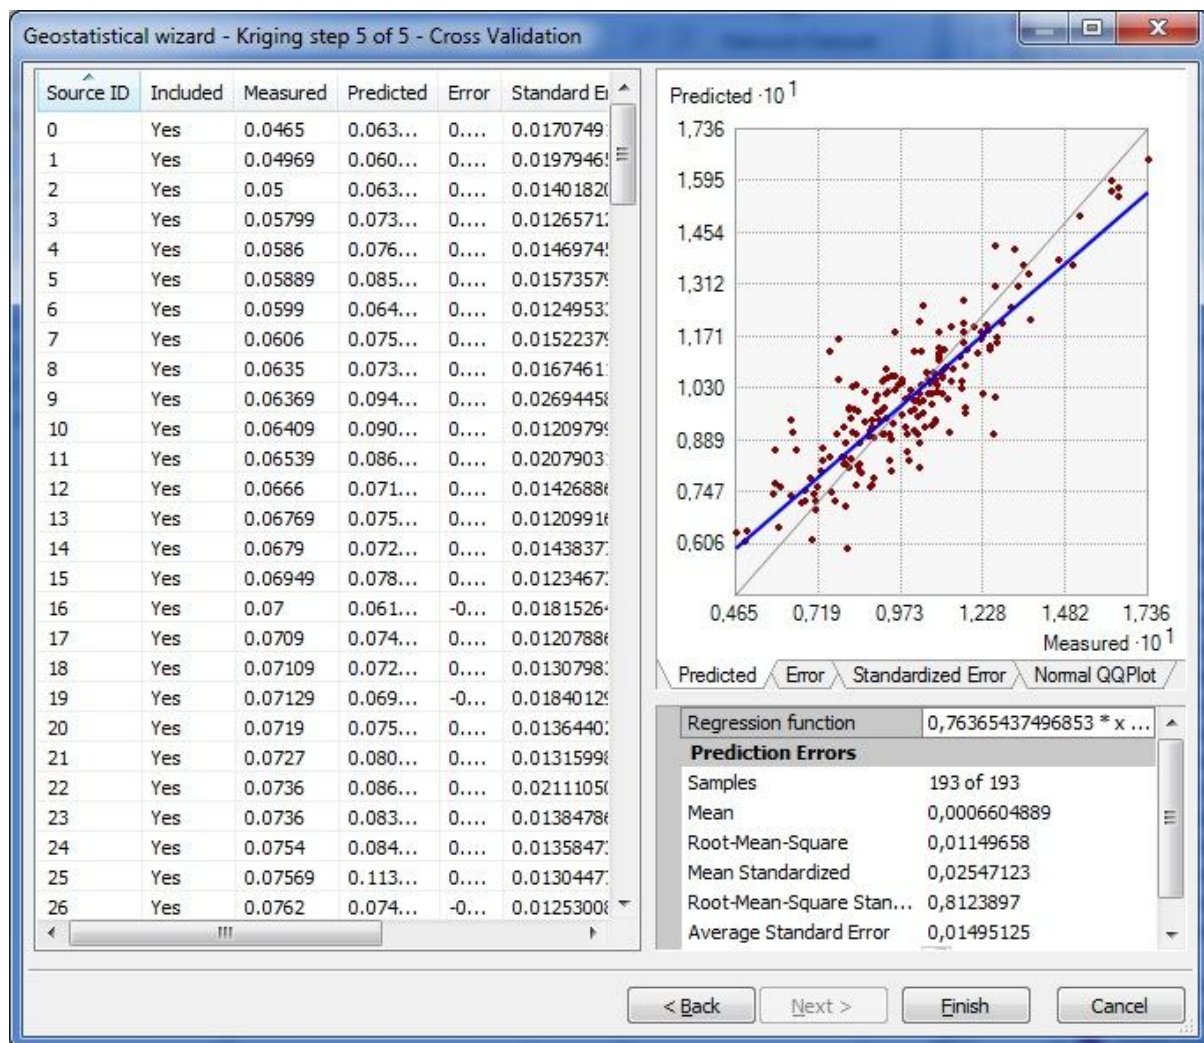 Geostatistical wizard - Kriging step 5 of 5 - Cross Validation
Source ID Included Measured Predicted Error Standard Er
0 Yes 0.0465 0.063... 0.... 0.0170749
1 Yes 0.04969 0.060... 0.... 0.0197946
2 Yes 0.05 0.063... 0.... 0.0140182
3 Yes 0.05799 0.073... 0.... 0.0126571
4 Yes 0.0586 0.076... 0.... 0.0146974
5 Yes 0.05889 0.085... 0.... 0.0157357
6 Yes 0.0599 0.064... 0.... 0.0124953
7 Yes 0.0606 0.075... 0.... 0.0152237
8 Yes 0.0635 0.073... 0.... 0.0167461
9 Yes 0.06369 0.094... 0.... 0.0269445
10 Yes 0.06409 0.090... 0.... 0.0120979
11 Yes 0.06539 0.086... 0.... 0.0207903
12 Yes 0.0666 0.071... 0.... 0.0142688
13 Yes 0.06769 0.075... 0.... 0.0120991
14 Yes 0.0679 0.072... 0.... 0.0143837
15 Yes 0.06949 0.078... 0.... 0.0123467
16 Yes 0.07 0.061... -0... 0.0181526
17 Yes 0.0709 0.074... 0.... 0.0120788
18 Yes 0.07109 0.072... 0.... 0.0130798
19 Yes 0.07129 0.069... -0... 0.0184012
20 Yes 0.0719 0.075... 0.... 0.0136440
21 Yes 0.0727 0.080... 0.... 0.0131599
22 Yes 0.0736 0.086... 0.... 0.0211105
23 Yes 0.0736 0.083... 0.... 0.0138478
24 Yes 0.0754 0.084... 0.... 0.0135847
25 Yes 0.07569 0.113... 0.... 0.0130447
26 Yes 0.0762 0.074... -0... 0.0125300
Predicted ·10 1
1,736
1,595
1,454
1,312
1,171
1,030
0,889
0,747
0,606
0,465 0,719 0,973 1,228 1,482 1,736
Measured ·10 1
Predicted Error Standardized Error Normal QQPlot
Regression function 0,76365437496853 * x ...
Prediction Errors
Samples 193 of 193
Mean 0,0006604889
Root-Mean-Square 0,01149658
Mean Standardized 0,02547123
Root-Mean-Square Stan... 0,8123897
Average Standard Error 0,01495125
< Back Next > Finish Cancel